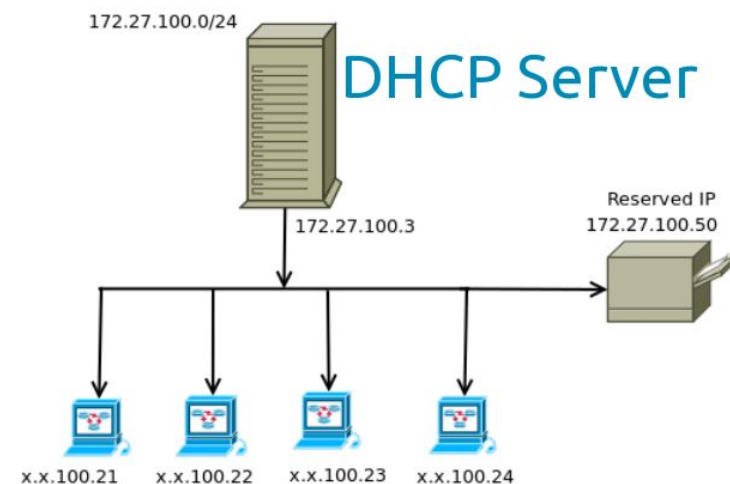 172.27.100.0/24
DHCP Server
Reserved IP
172.27.100.50
172.27.100.3
x.x.100.21
x.x.100.22
x.x.100.23
x.x.100.24